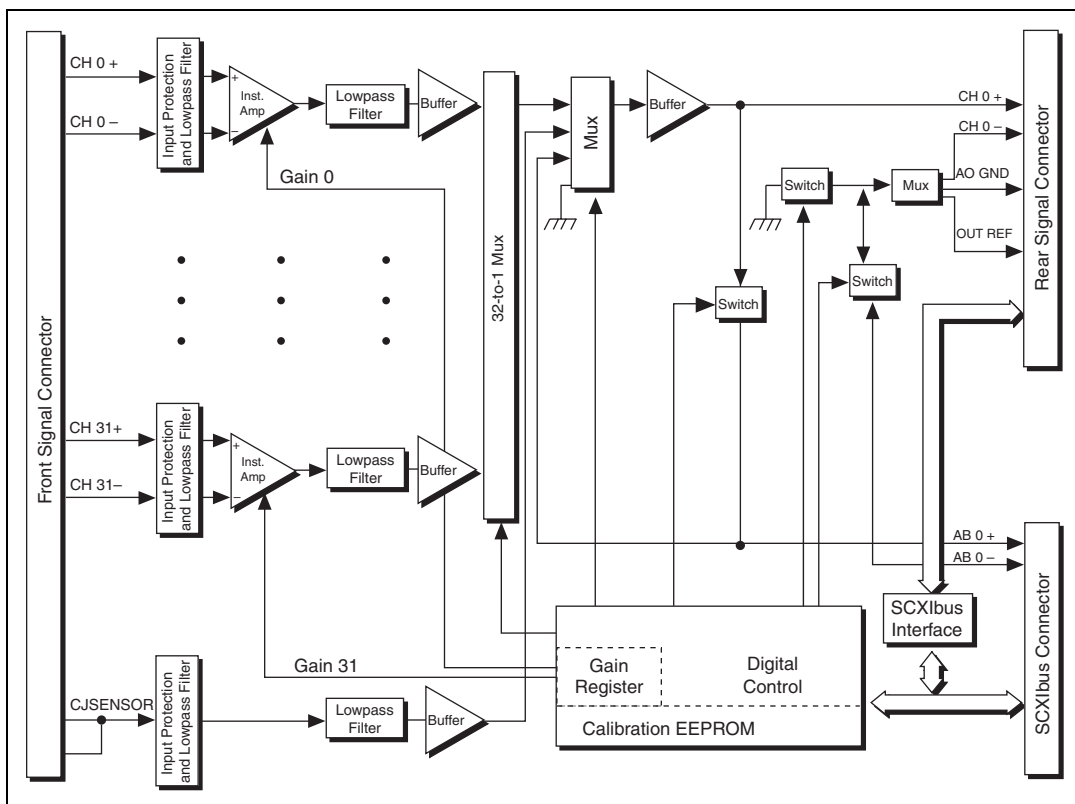 Front Signal Connector
CH 0 +
CH 0 –
Input Protection
and Lowpass Filter
+
–
Inst.
Amp
Lowpass
Filter
Buffer
Gain 0
32-to-1 Mux
Mux
Buffer
Switch
Mux
Switch
Switch
CH 0 +
CH 0 –
AO GND
OUT REF
Rear Signal Connector
CH 31+
CH 31–
Input Protection
and Lowpass Filter
+
–
Inst.
Amp
Lowpass
Filter
Buffer
Gain 31
AB 0 +
AB 0 –
SCXIbus
Interface
SCXIbus Connector
Gain
Register
Digital
Control
Calibration EEPROM
CJSENSOR
Input Protection
and Lowpass Filter
Lowpass
Filter
Buffer